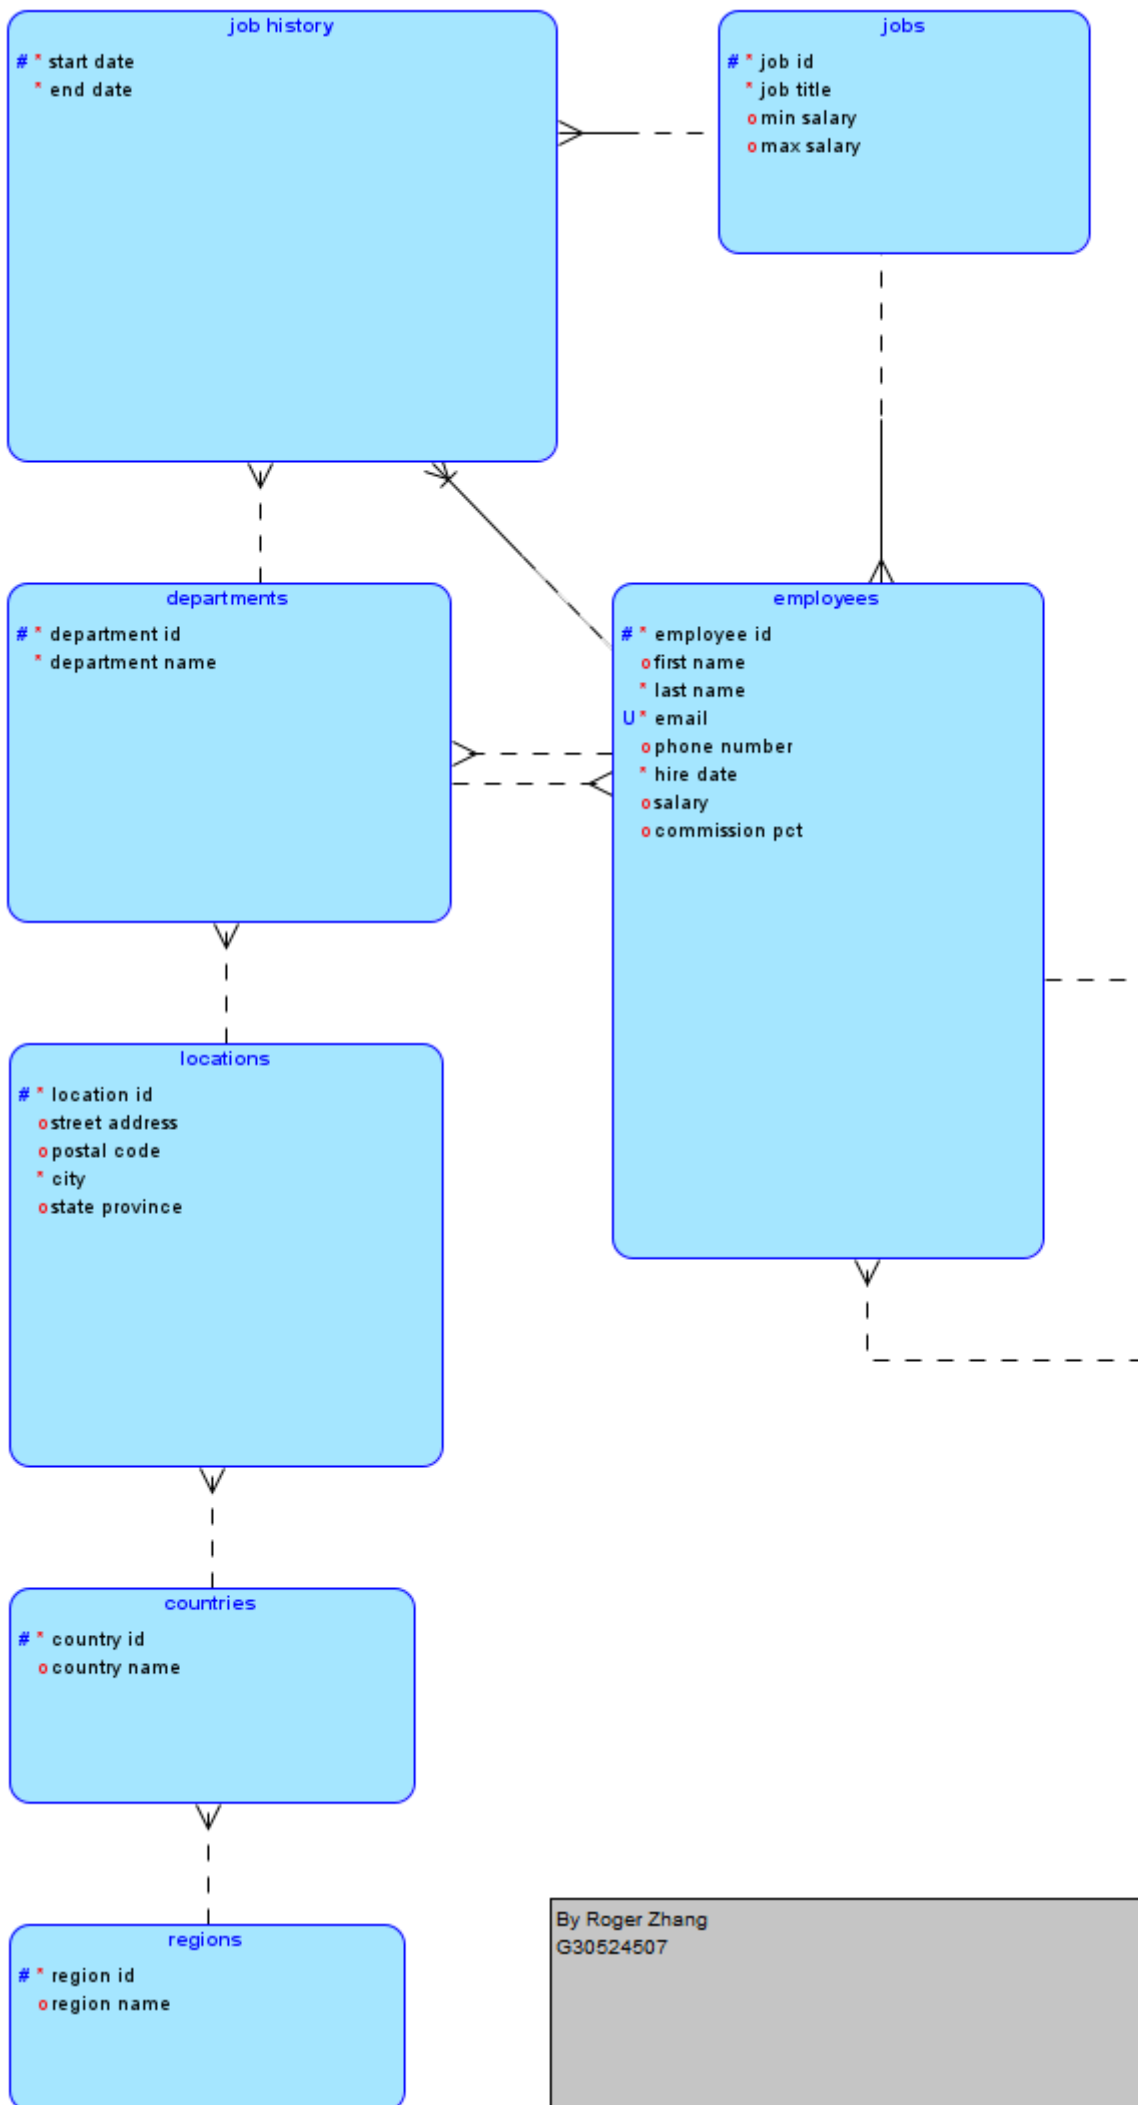 job history
# * start date
* end date
jobs
# * job id
* job title
o min salary
o max salary
departments
# * department id
* department name
employees
# * employee id
o first name
* last name
U * email
o phone number
* hire date
o salary
o commission pct
locations
# * location id
o street address
o postal code
* city
o state province
countries
# * country id
o country name
regions
# * region id
o region name
By Roger Zhang
G30524507